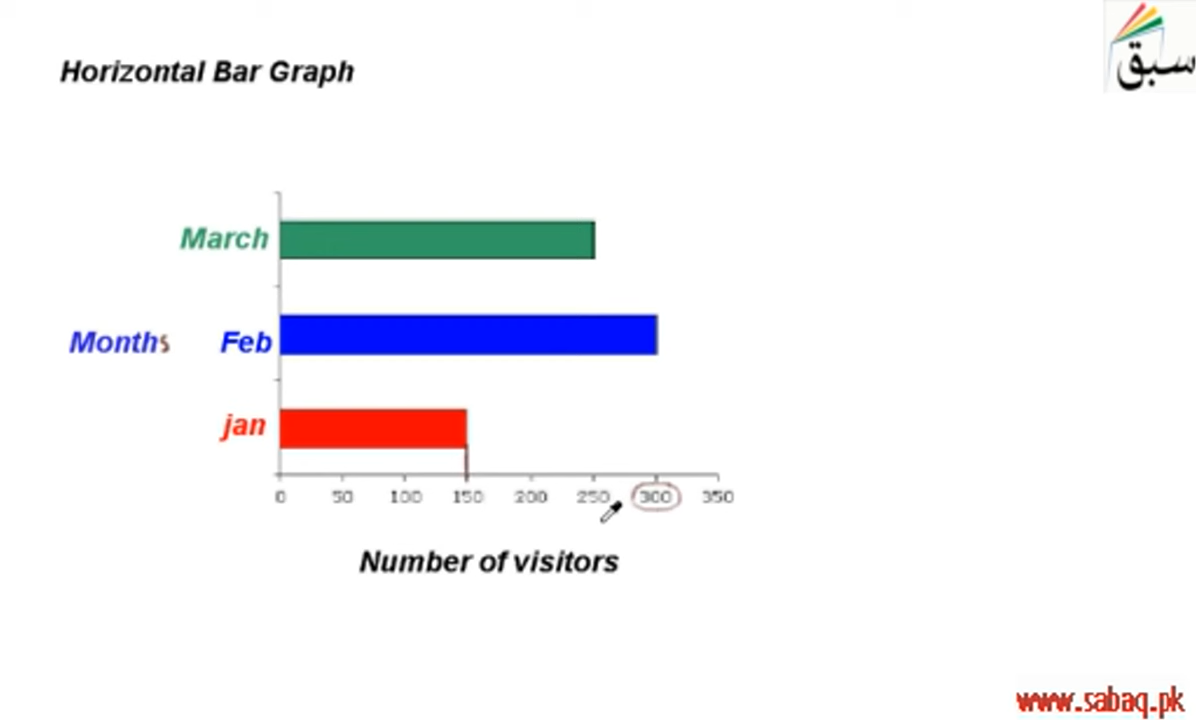 سبق
Horizontal Bar Graph
March
Months Feb
jan
0 50 100 150 200 250 300 350
Number of visitors
www.sabaq.pk